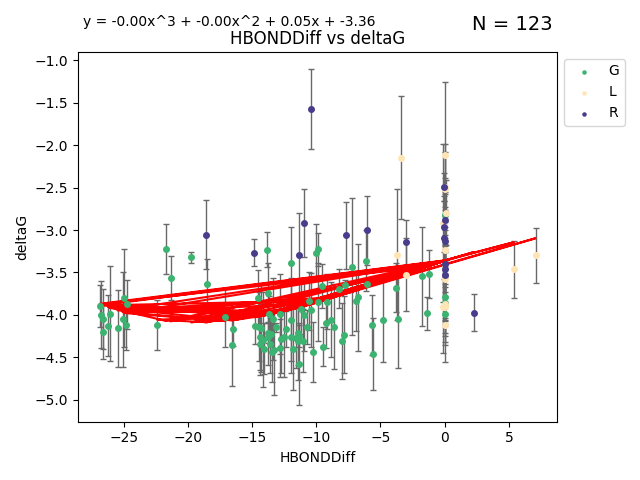 y = -0.00x^3 + -0.00x^2 + 0.05x + -3.36
N = 123
HBONDDiff vs deltaG
−1.0
−1.5
−2.0
−2.5
−3.0
−3.5
−4.0
−4.5
−5.0
deltaG
G
L
R
−25
−20
−15
−10
−5
0
5
HBONDDiff